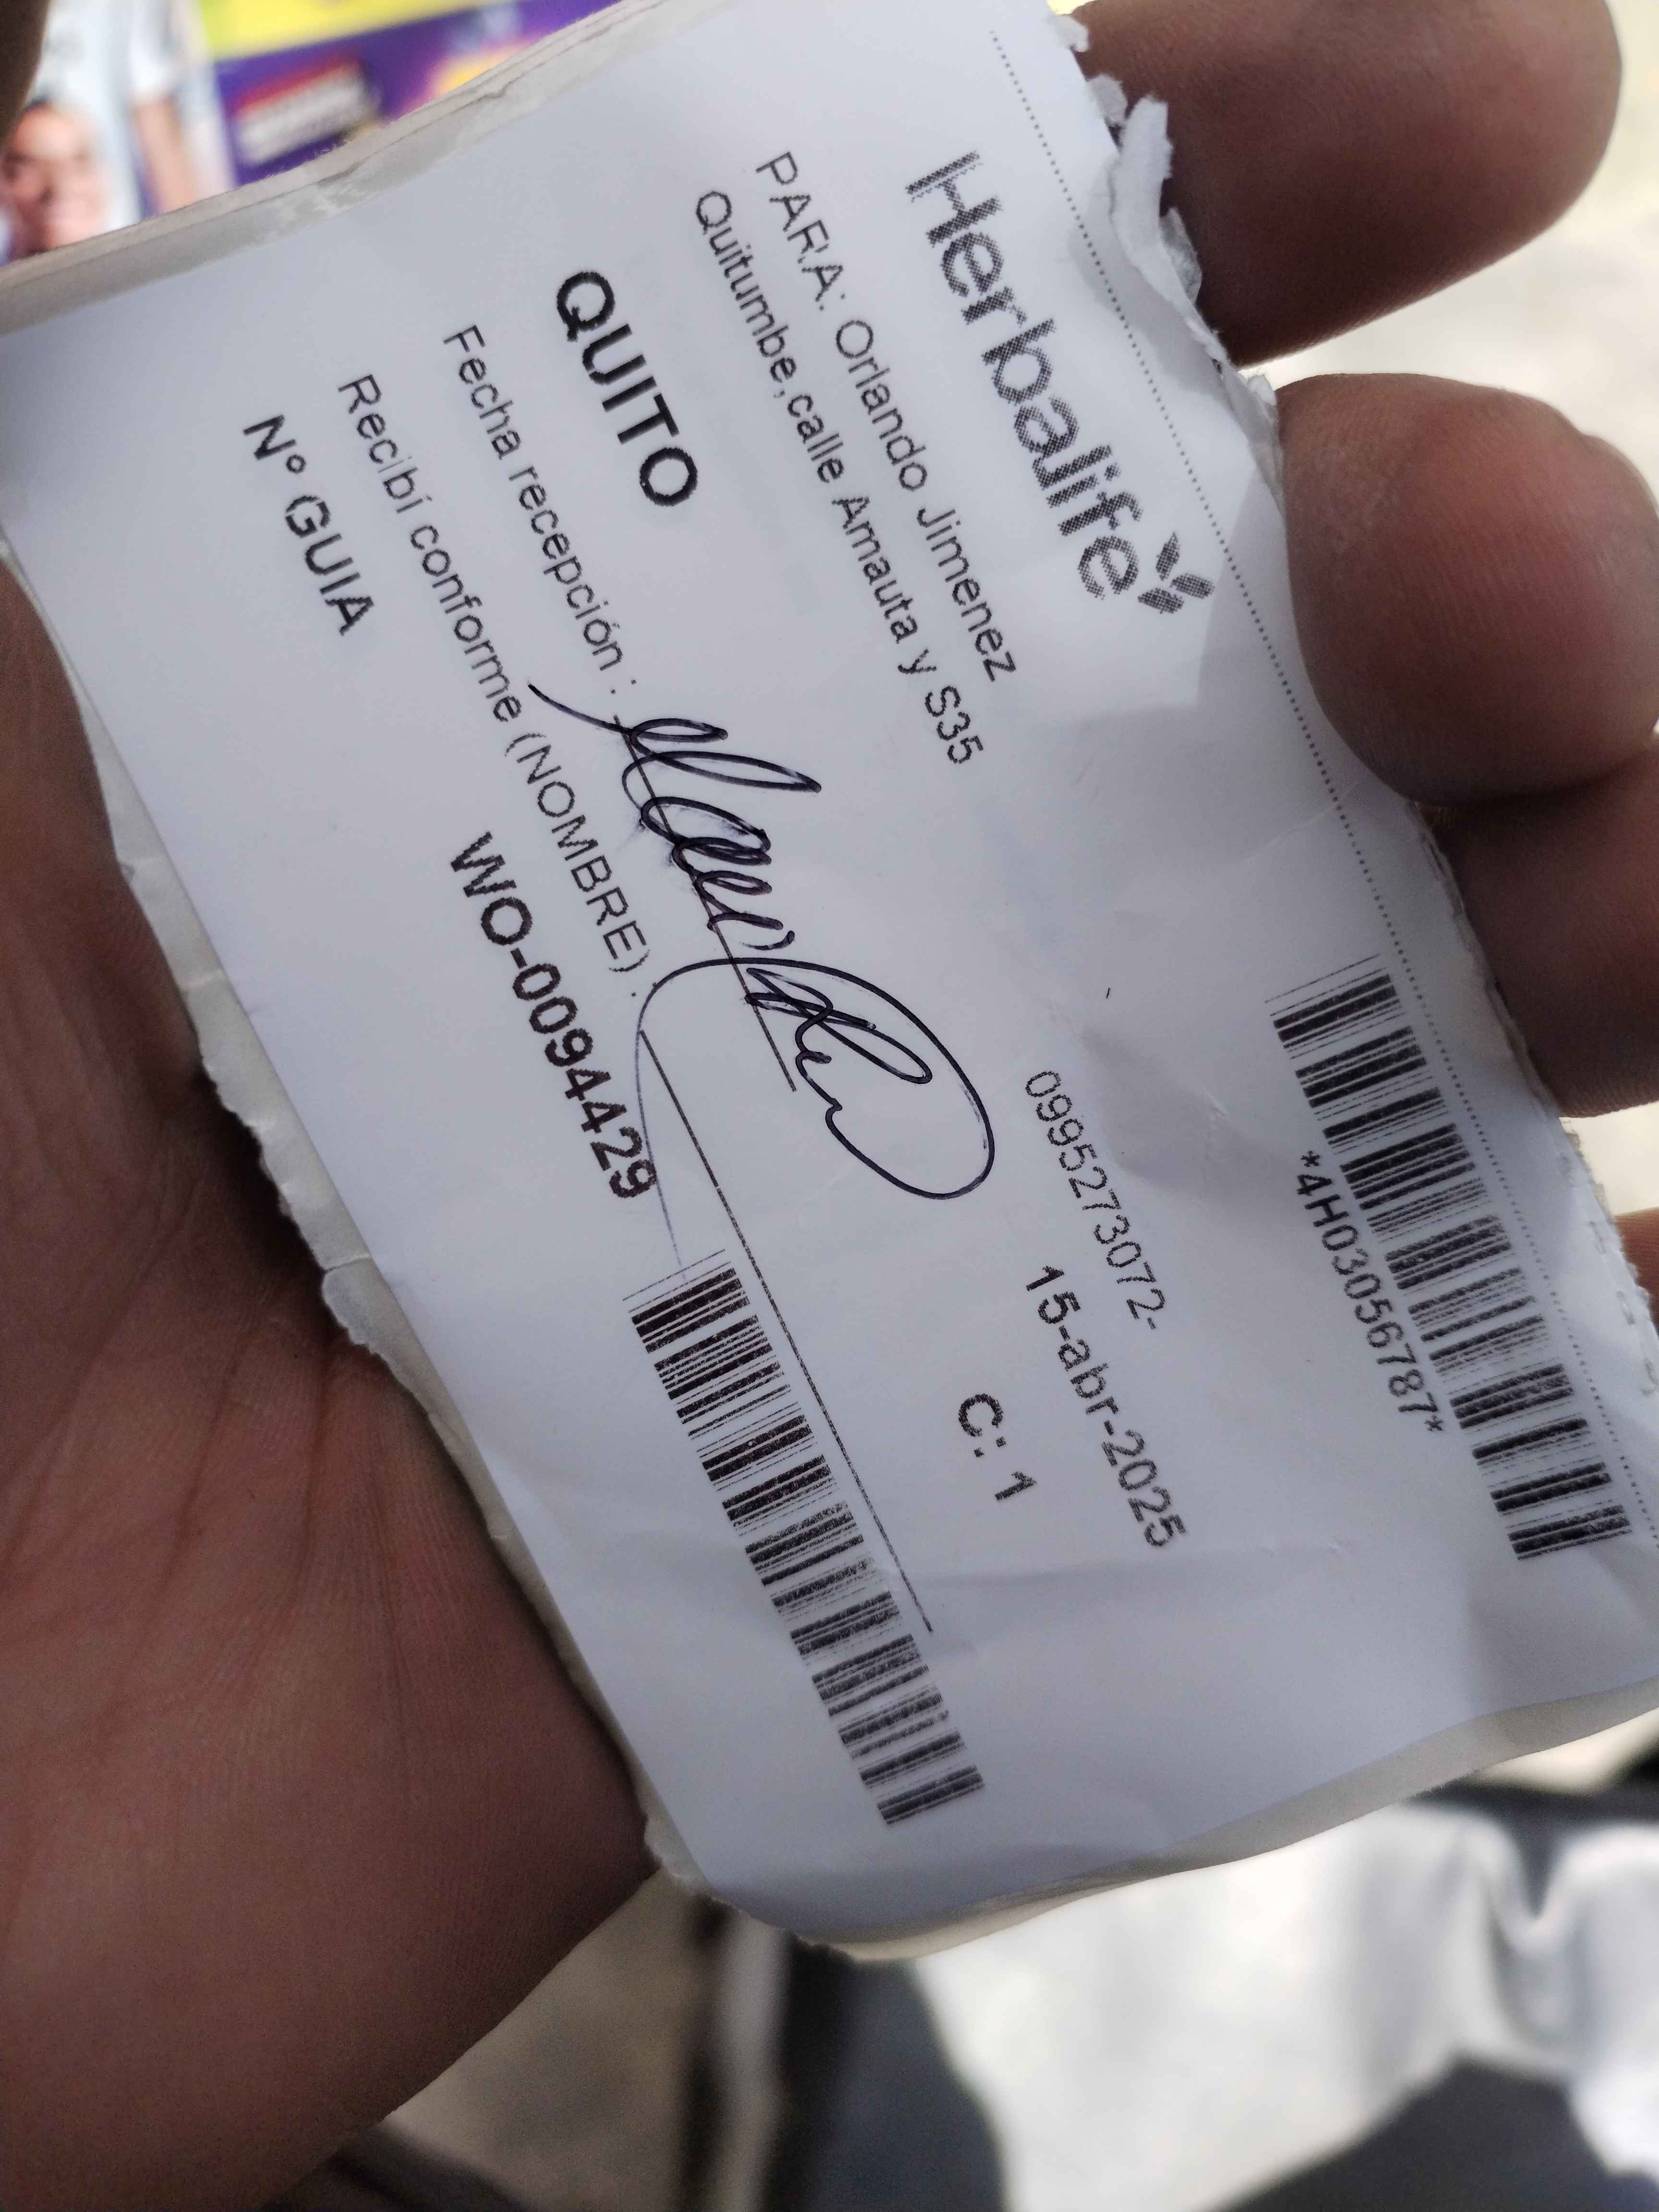 Herbalife
*4H03056787*
PARA: Orlando Jimenez
Quitumbe,calle Amauta y S35
0995273072-
15-abr-2025
QUITO
C: 1
Fecha recepción :
Recibí conforme (NOMBRE) :
Nº GUIA
WO-0094429